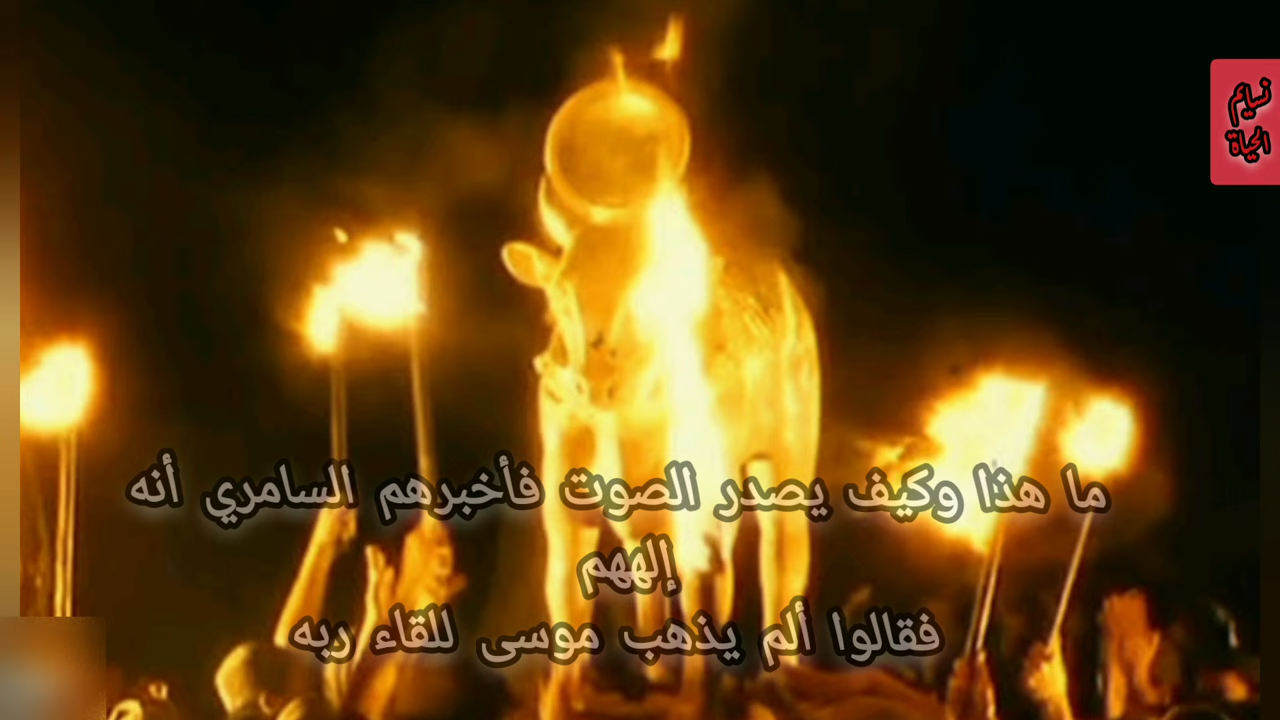 نسايم
الحياة
ما هذا وكيف يصدر الصوت فأخبرهم السامري أنه
إلههم
فقالوا ألم يذهب موسى للقاء ربه